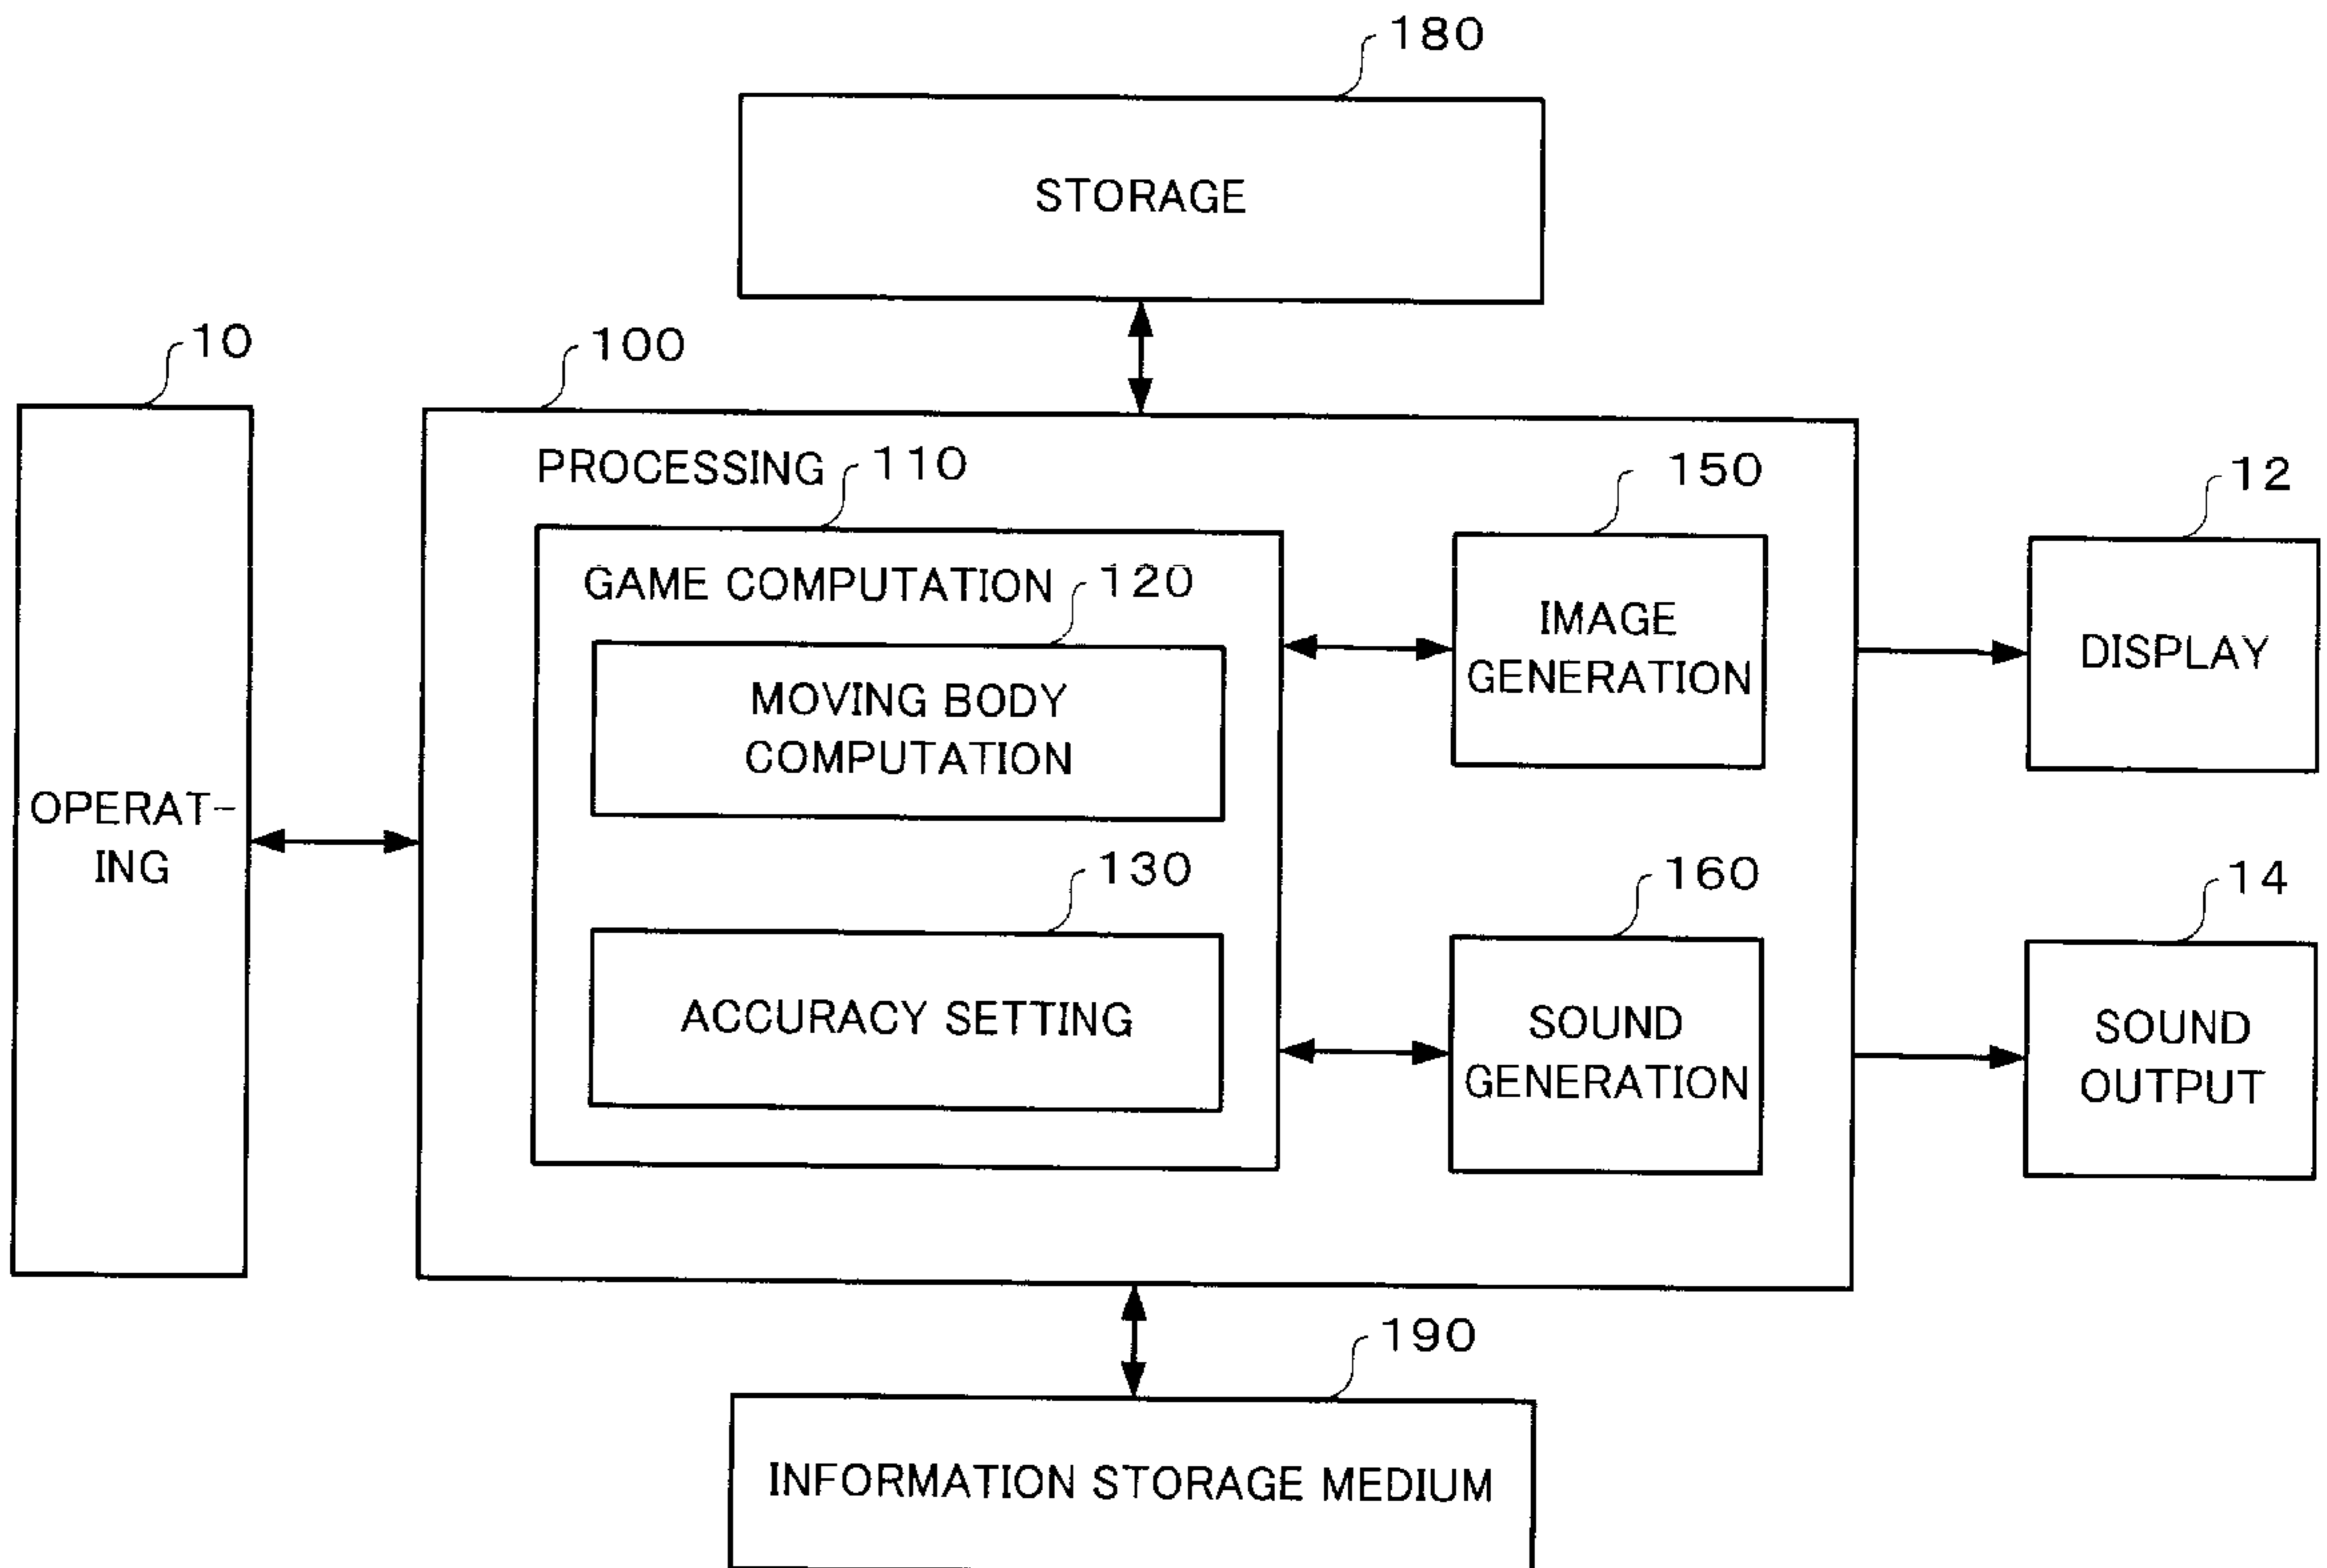 180
STORAGE
10
100
PROCESSING
110
150
12
GAME COMPUTATION
120
IMAGE
GENERATION
DISPLAY
MOVING BODY
COMPUTATION
OPERAT-
ING
130
160
14
ACCURACY SETTING
SOUND
GENERATION
SOUND
OUTPUT
190
INFORMATION STORAGE MEDIUM